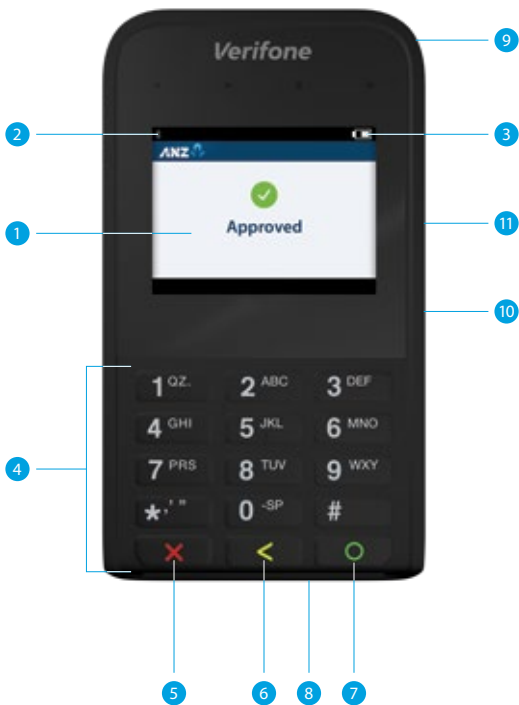 Verifone
9
2
3
ANZ
1
Approved
11
10
1 QZ.
2 ABC
3 DEF
4 GHI
5 JKL
6 MNO
4
7 PRS
8 TUV
9 WXY
*,'"
0 -SP
#
5
6
8
7